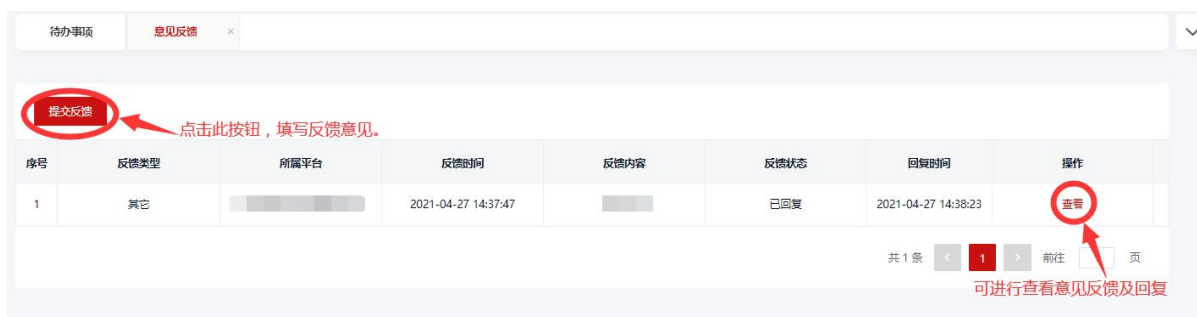 待办事项 意见反馈 ×
提交反馈
点击此按钮，填写反馈意见。
序号 反馈类型 所属平台 反馈时间 反馈内容 反馈状态 回复时间 操作
1 其它 2021-04-27 14:37:47 已回复 2021-04-27 14:38:23 查看
共 1 条 < 1 > 前往 页
可进行查看意见反馈及回复